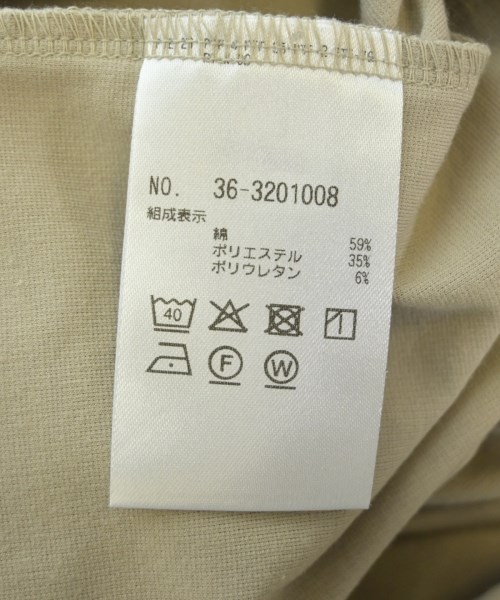 NO. 36-3201008
組成表示
綿 59%
ポリエステル 35%
ポリウレタン 6%
40
F W